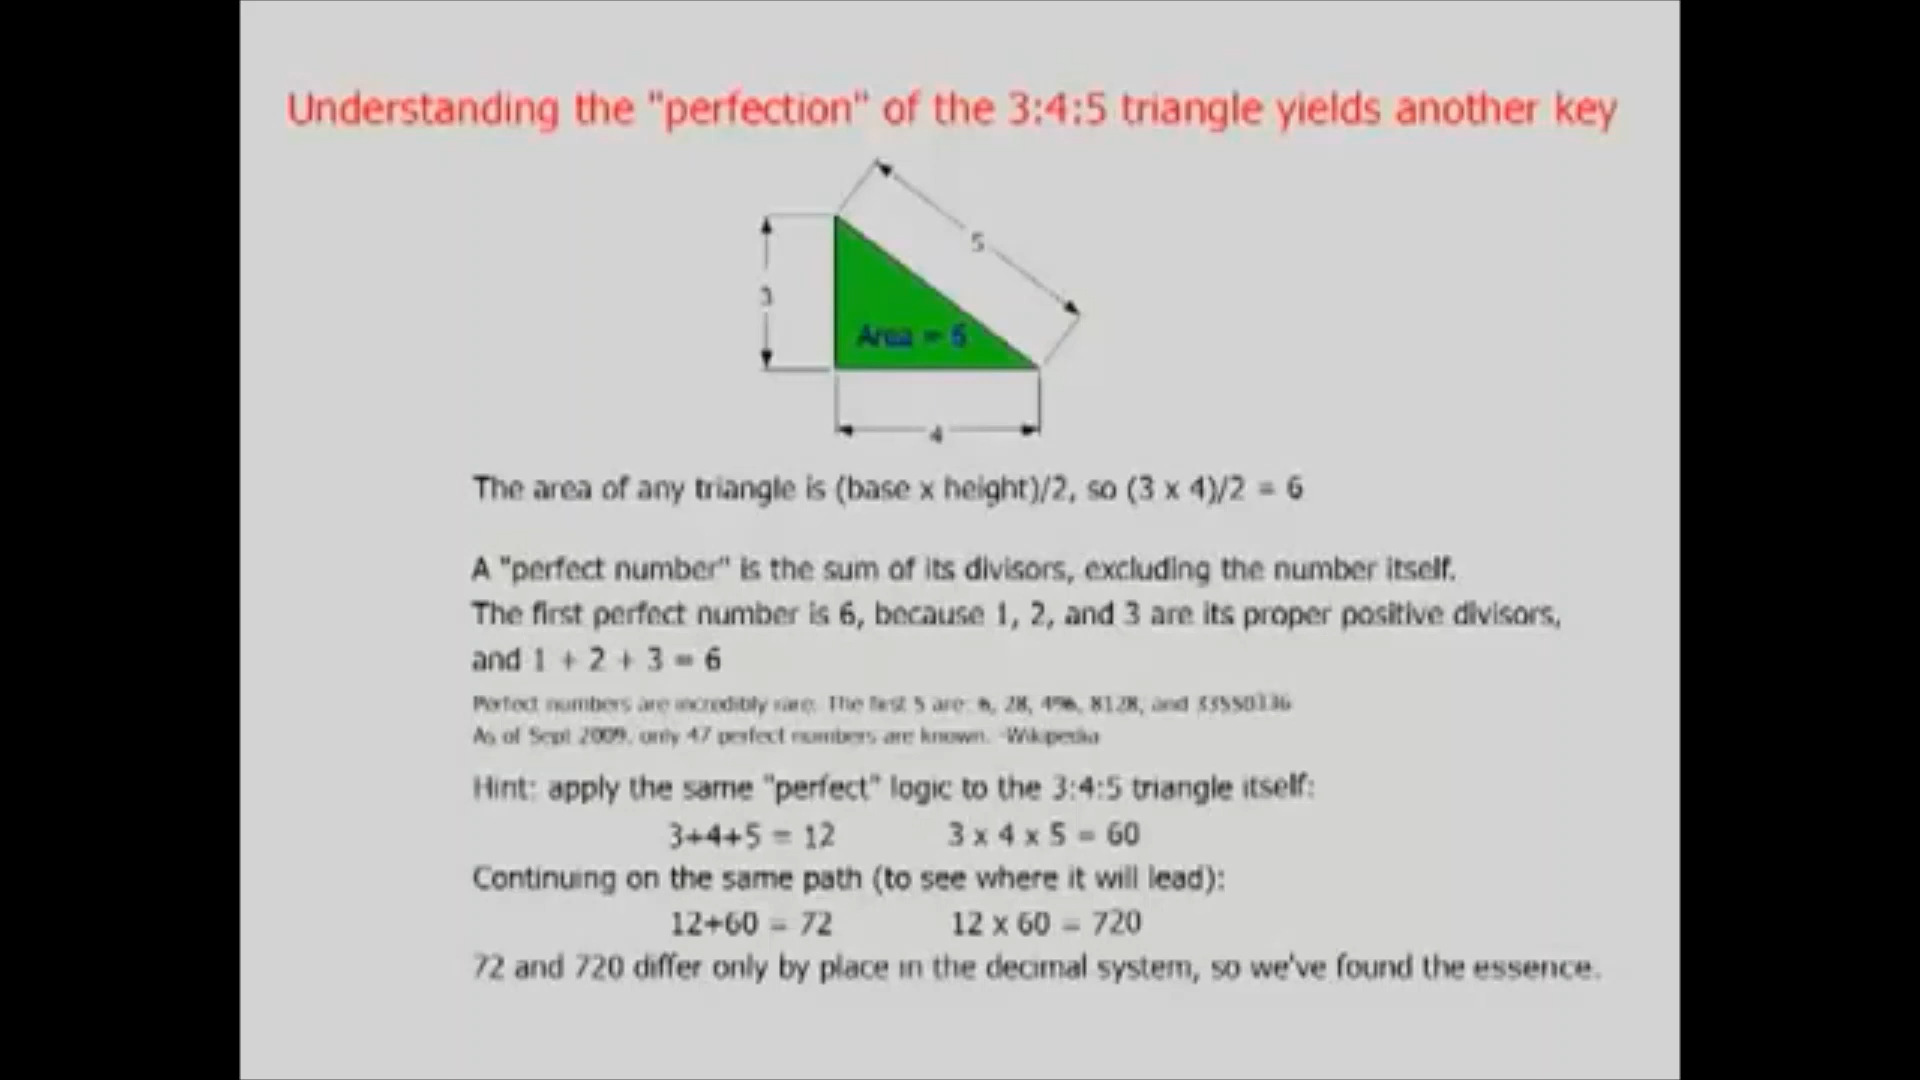 Understanding the "perfection" of the 3:4:5 triangle yields another key
5
3
Area = 6
4
The area of any triangle is (base x height)/2, so (3 x 4)/2 = 6
A "perfect number" is the sum of its divisors, excluding the number itself.
The first perfect number is 6, because 1, 2, and 3 are its proper positive divisors,
and 1 + 2 + 3 = 6
Perfect numbers are incredibly rare. The first 5 are: 6, 28, 496, 8128, and 33550336
As of Sept 2009, only 47 perfect numbers are known. -Wikipedia
Hint: apply the same "perfect" logic to the 3:4:5 triangle itself:
3+4+5 = 12 3 x 4 x 5 = 60
Continuing on the same path (to see where it will lead):
12+60 = 72 12 x 60 = 720
72 and 720 differ only by place in the decimal system, so we've found the essence.